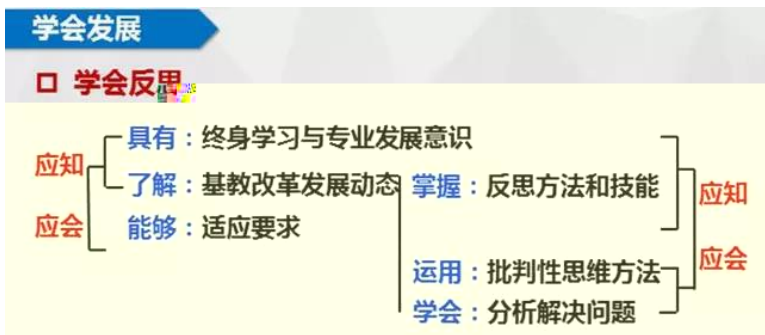 学会发展
学会反思
应知
具有：终身学习与专业发展意识
了解：基教改革发展动态
应会
能够：适应要求
掌握：反思方法和技能
应知
运用：批判性思维方法
应会
学会：分析解决问题